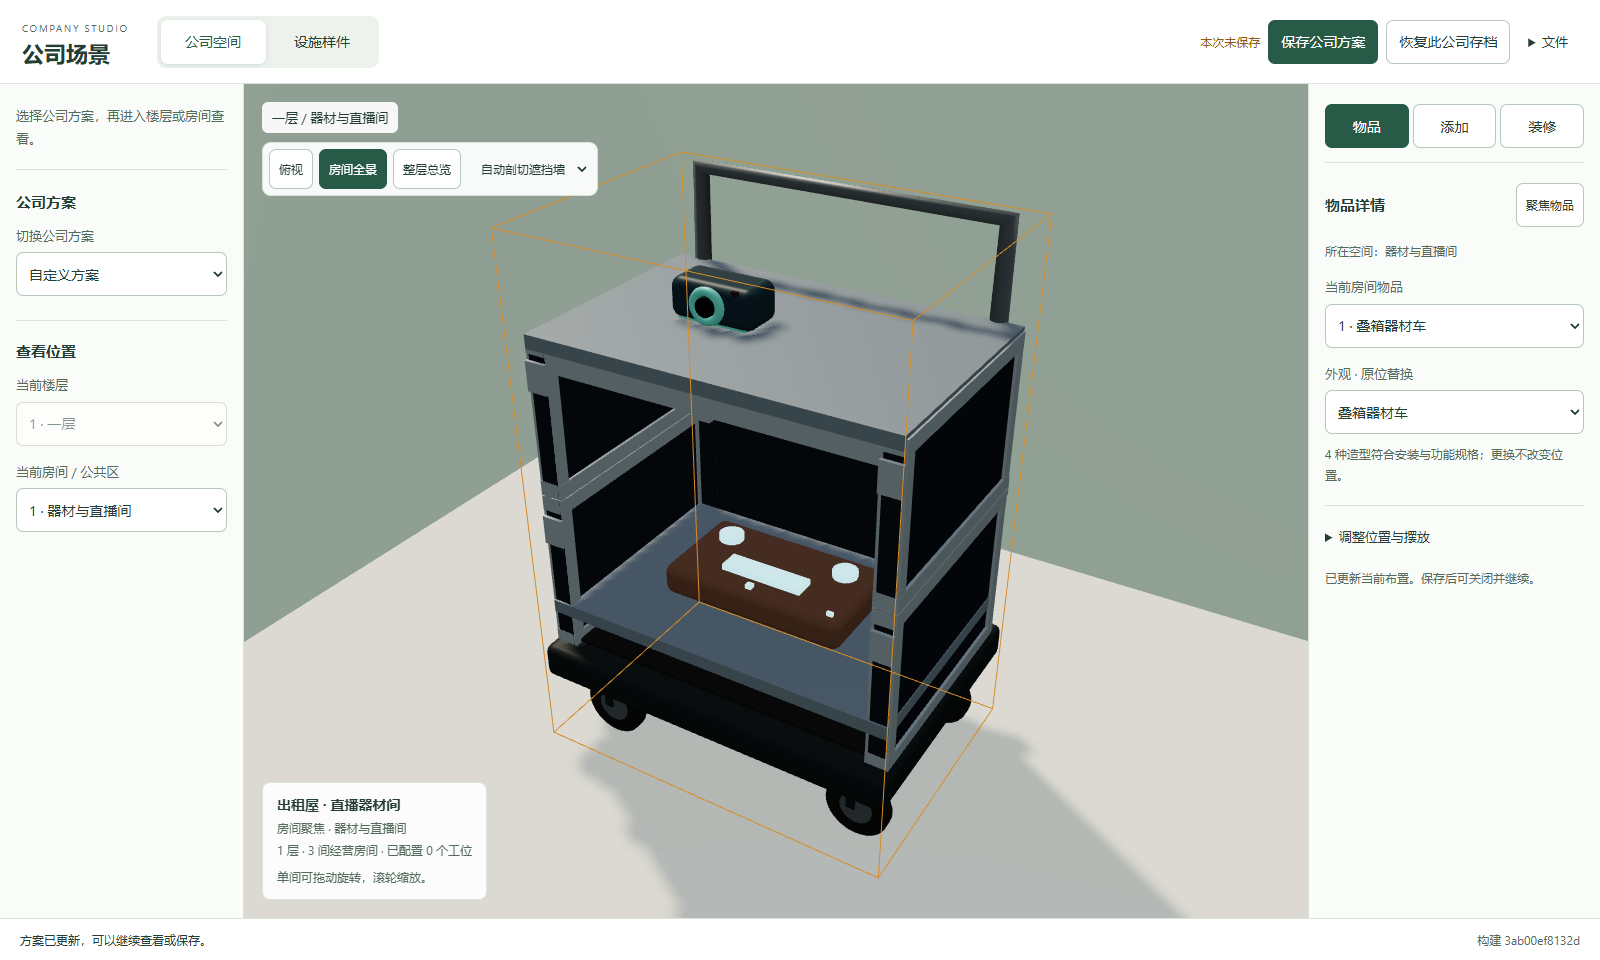 COMPANY STUDIO
公司场景
公司空间
设施样件
本次未保存
保存公司方案
恢复此公司存档
▶ 文件
选择公司方案，再进入楼层或房间查
看。
公司方案
切换公司方案
自定义方案
查看位置
当前楼层
1 · 一层
当前房间 / 公共区
1 · 器材与直播间
一层 / 器材与直播间
俯视
房间全景
整层总览
自动剖切遮挡墙
出租屋 · 直播器材间
房间聚焦 · 器材与直播间
1 层 · 3 间经营房间 · 已配置 0 个工位
单间可拖动旋转，滚轮缩放。
物品
添加
装修
物品详情
聚焦物品
所在空间：器材与直播间
当前房间物品
1 · 叠箱器材车
外观 · 原位替换
叠箱器材车
4 种造型符合安装与功能规格；更换不改变位
置。
▶ 调整位置与摆放
已更新当前布置。保存后可关闭并继续。
方案已更新，可以继续查看或保存。
构建 3ab00ef8132d